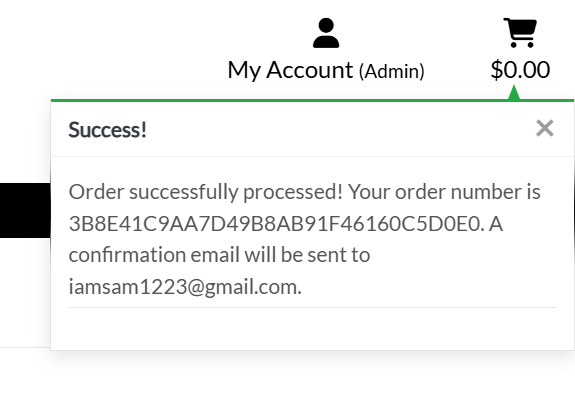 My Account (Admin) $0.00
Success!
Order successfully processed! Your order number is
3B8E41C9AA7D49B8AB91F46160C5D0E0. A
confirmation email will be sent to
iamsam1223@gmail.com.